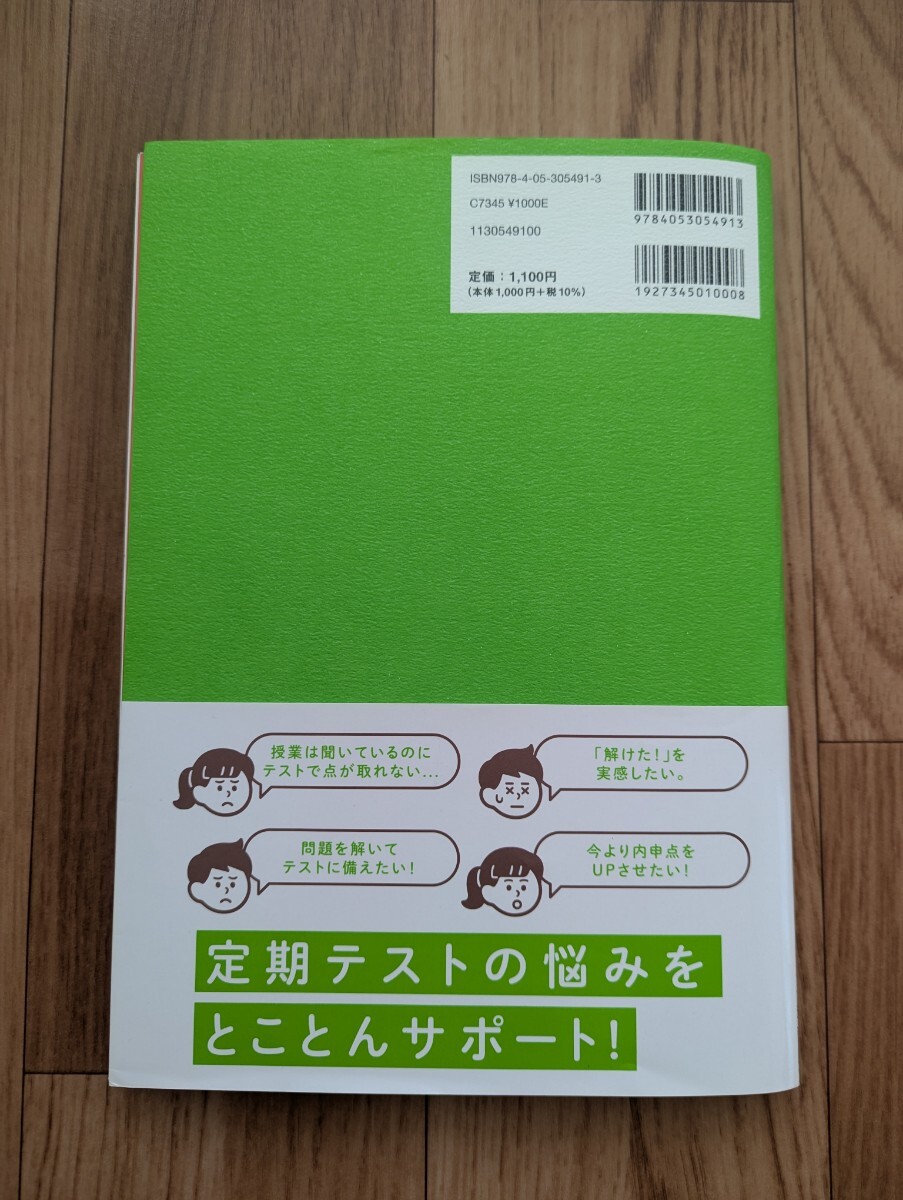 ISBN978-4-05-305491-3
C7345 ¥1000E
1130549100
定価：1,100円
（本体1,000円＋税10%）
9784053054913
1927345010008
授業は聞いているのに
テストで点が取れない...
「解けた！」を
実感したい。
問題を解いて
テストに備えたい！
今より内申点を
UPさせたい！
定期テストの悩みを
とことんサポート！